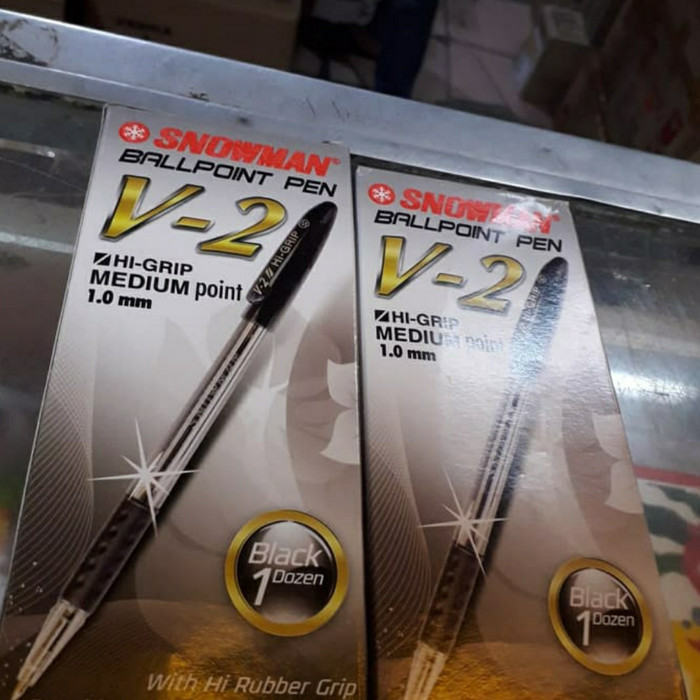 SNOWMAN
BALLPOINT PEN
V-2
HI-GRIP
MEDIUM point
1.0 mm
V-2 // HI-GRIP
Black
1 Dozen
With Hi Rubber Grip
SNOWMAN
BALLPOINT PEN
V-2
HI-GRIP
MEDIUM point
1.0 mm
Black
1 Dozen